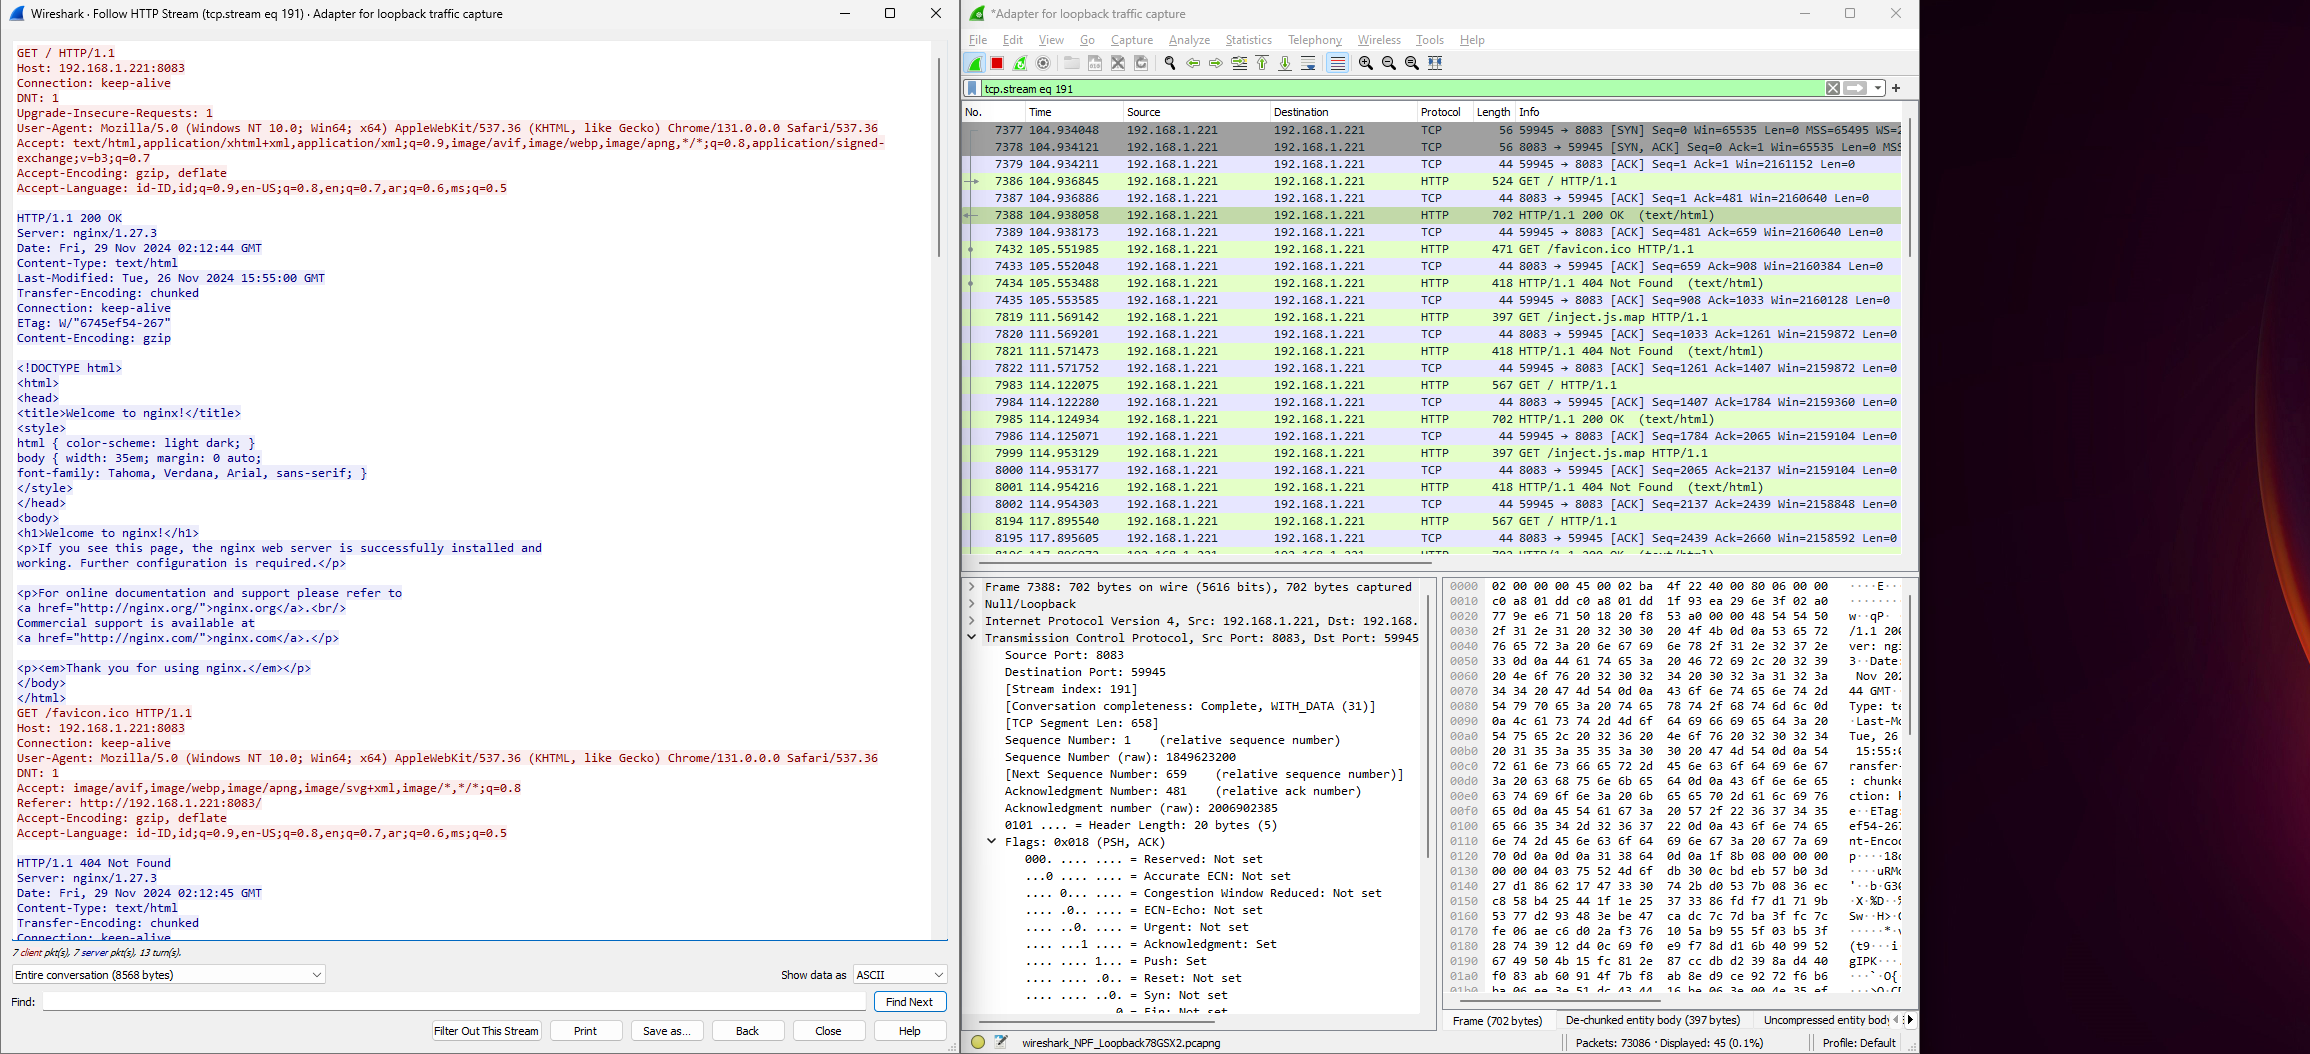 Wireshark · Follow HTTP Stream (tcp.stream eq 191) · Adapter for loopback traffic capture
GET / HTTP/1.1
Host: 192.168.1.221:8083
Connection: keep-alive
DNT: 1
Upgrade-Insecure-Requests: 1
User-Agent: Mozilla/5.0 (Windows NT 10.0; Win64; x64) AppleWebKit/537.36 (KHTML, like Gecko) Chrome/131.0.0.0 Safari/537.36
Accept: text/html,application/xhtml+xml,application/xml;q=0.9,image/avif,image/webp,image/apng,*/*;q=0.8,application/signed-
exchange;v=b3;q=0.7
Accept-Encoding: gzip, deflate
Accept-Language: id-ID,id;q=0.9,en-US;q=0.8,en;q=0.7,ar;q=0.6,ms;q=0.5
HTTP/1.1 200 OK
Server: nginx/1.27.3
Date: Fri, 29 Nov 2024 02:12:44 GMT
Content-Type: text/html
Last-Modified: Tue, 26 Nov 2024 15:55:00 GMT
Transfer-Encoding: chunked
Connection: keep-alive
ETag: W/"6745ef54-267"
Content-Encoding: gzip
<!DOCTYPE html>
<html>
<head>
<title>Welcome to nginx!</title>
<style>
html { color-scheme: light dark; }
body { width: 35em; margin: 0 auto;
font-family: Tahoma, Verdana, Arial, sans-serif; }
</style>
</head>
<body>
<h1>Welcome to nginx!</h1>
<p>If you see this page, the nginx web server is successfully installed and
working. Further configuration is required.</p>
<p>For online documentation and support please refer to
<a href="http://nginx.org/">nginx.org</a>.<br/>
Commercial support is available at
<a href="http://nginx.com/">nginx.com</a>.</p>
<p><em>Thank you for using nginx.</em></p>
</body>
</html>
GET /favicon.ico HTTP/1.1
Host: 192.168.1.221:8083
Connection: keep-alive
User-Agent: Mozilla/5.0 (Windows NT 10.0; Win64; x64) AppleWebKit/537.36 (KHTML, like Gecko) Chrome/131.0.0.0 Safari/537.36
DNT: 1
Accept: image/avif,image/webp,image/apng,image/svg+xml,image/*,*/*;q=0.8
Referer: http://192.168.1.221:8083/
Accept-Encoding: gzip, deflate
Accept-Language: id-ID,id;q=0.9,en-US;q=0.8,en;q=0.7,ar;q=0.6,ms;q=0.5
HTTP/1.1 404 Not Found
Server: nginx/1.27.3
Date: Fri, 29 Nov 2024 02:12:45 GMT
Content-Type: text/html
Transfer-Encoding: chunked
Connection: keep-alive
7 client pkt(s), 7 server pkt(s), 13 turn(s).
Entire conversation (8568 bytes)
Show data as ASCII
Find: Find Next
Filter Out This Stream Print Save as... Back Close Help
*Adapter for loopback traffic capture
File Edit View Go Capture Analyze Statistics Telephony Wireless Tools Help
tcp.stream eq 191
No. Time Source Destination Protocol Length Info
7377 104.934048 192.168.1.221 192.168.1.221 TCP 56 59945 → 8083 [SYN] Seq=0 Win=65535 Len=0 MSS=65495 WS=2
7378 104.934121 192.168.1.221 192.168.1.221 TCP 56 8083 → 59945 [SYN, ACK] Seq=0 Ack=1 Win=65535 Len=0 MSS
7379 104.934211 192.168.1.221 192.168.1.221 TCP 44 59945 → 8083 [ACK] Seq=1 Ack=1 Win=2161152 Len=0
7386 104.936845 192.168.1.221 192.168.1.221 HTTP 524 GET / HTTP/1.1
7387 104.936886 192.168.1.221 192.168.1.221 TCP 44 8083 → 59945 [ACK] Seq=1 Ack=481 Win=2160640 Len=0
7388 104.938058 192.168.1.221 192.168.1.221 HTTP 702 HTTP/1.1 200 OK (text/html)
7389 104.938173 192.168.1.221 192.168.1.221 TCP 44 59945 → 8083 [ACK] Seq=481 Ack=659 Win=2160640 Len=0
7432 105.551985 192.168.1.221 192.168.1.221 HTTP 471 GET /favicon.ico HTTP/1.1
7433 105.552048 192.168.1.221 192.168.1.221 TCP 44 8083 → 59945 [ACK] Seq=659 Ack=908 Win=2160384 Len=0
7434 105.553488 192.168.1.221 192.168.1.221 HTTP 418 HTTP/1.1 404 Not Found (text/html)
7435 105.553585 192.168.1.221 192.168.1.221 TCP 44 59945 → 8083 [ACK] Seq=908 Ack=1033 Win=2160128 Len=0
7819 111.569142 192.168.1.221 192.168.1.221 HTTP 397 GET /inject.js.map HTTP/1.1
7820 111.569201 192.168.1.221 192.168.1.221 TCP 44 8083 → 59945 [ACK] Seq=1033 Ack=1261 Win=2159872 Len=0
7821 111.571473 192.168.1.221 192.168.1.221 HTTP 418 HTTP/1.1 404 Not Found (text/html)
7822 111.571752 192.168.1.221 192.168.1.221 TCP 44 59945 → 8083 [ACK] Seq=1261 Ack=1407 Win=2159872 Len=0
7983 114.122075 192.168.1.221 192.168.1.221 HTTP 567 GET / HTTP/1.1
7984 114.122280 192.168.1.221 192.168.1.221 TCP 44 8083 → 59945 [ACK] Seq=1407 Ack=1784 Win=2159360 Len=0
7985 114.124934 192.168.1.221 192.168.1.221 HTTP 702 HTTP/1.1 200 OK (text/html)
7986 114.125071 192.168.1.221 192.168.1.221 TCP 44 59945 → 8083 [ACK] Seq=1784 Ack=2065 Win=2159104 Len=0
7999 114.953129 192.168.1.221 192.168.1.221 HTTP 397 GET /inject.js.map HTTP/1.1
8000 114.953177 192.168.1.221 192.168.1.221 TCP 44 8083 → 59945 [ACK] Seq=2065 Ack=2137 Win=2159104 Len=0
8001 114.954216 192.168.1.221 192.168.1.221 HTTP 418 HTTP/1.1 404 Not Found (text/html)
8002 114.954303 192.168.1.221 192.168.1.221 TCP 44 59945 → 8083 [ACK] Seq=2137 Ack=2439 Win=2158848 Len=0
8194 117.895540 192.168.1.221 192.168.1.221 HTTP 567 GET / HTTP/1.1
8195 117.895605 192.168.1.221 192.168.1.221 TCP 44 8083 → 59945 [ACK] Seq=2439 Ack=2660 Win=2158592 Len=0
Frame 7388: 702 bytes on wire (5616 bits), 702 bytes captured
Null/Loopback
Internet Protocol Version 4, Src: 192.168.1.221, Dst: 192.168.
Transmission Control Protocol, Src Port: 8083, Dst Port: 59945
Source Port: 8083
Destination Port: 59945
[Stream index: 191]
[Conversation completeness: Complete, WITH_DATA (31)]
[TCP Segment Len: 658]
Sequence Number: 1 (relative sequence number)
Sequence Number (raw): 1849623200
[Next Sequence Number: 659 (relative sequence number)]
Acknowledgment Number: 481 (relative ack number)
Acknowledgment number (raw): 2006902385
0101 .... = Header Length: 20 bytes (5)
Flags: 0x018 (PSH, ACK)
000. .... .... = Reserved: Not set
...0 .... .... = Accurate ECN: Not set
.... 0... .... = Congestion Window Reduced: Not set
.... .0.. .... = ECN-Echo: Not set
.... ..0. .... = Urgent: Not set
.... ...1 .... = Acknowledgment: Set
.... .... 1... = Push: Set
.... .... .0.. = Reset: Not set
.... .... ..0. = Syn: Not set
0000 02 00 00 00 45 00 02 ba 4f 22 40 00 80 06 00 00 ····E·
0010 c0 a8 01 dd c0 a8 01 dd 1f 93 ea 29 6e 3f 02 a0
0020 77 9e e6 71 50 18 20 f8 53 a0 00 00 48 54 54 50 w··qP·
0030 2f 31 2e 31 20 32 30 30 20 4f 4b 0d 0a 53 65 72 /1.1 200
0040 76 65 72 3a 20 6e 67 69 6e 78 2f 31 2e 32 37 2e ver: ng
0050 33 0d 0a 44 61 74 65 3a 20 46 72 69 2c 20 32 39 3··Date:
0060 20 4e 6f 76 20 32 30 32 34 20 30 32 3a 31 32 3a Nov 202
0070 34 34 20 47 4d 54 0d 0a 43 6f 6e 74 65 6e 74 2d 44 GMT··
0080 54 79 70 65 3a 20 74 65 78 74 2f 68 74 6d 6c 0d Type: te
0090 0a 4c 61 73 74 2d 4d 6f 64 69 66 69 65 64 3a 20 ·Last-Mo
00a0 54 75 65 2c 20 32 36 20 4e 6f 76 20 32 30 32 34 Tue, 26
00b0 20 31 35 3a 35 35 3a 30 30 20 47 4d 54 0d 0a 54 15:55:0
00c0 72 61 6e 73 66 65 72 2d 45 6e 63 6f 64 69 6e 67 ransfer-
00d0 3a 20 63 68 75 6e 6b 65 64 0d 0a 43 6f 6e 6e 65 : chunke
00e0 63 74 69 6f 6e 3a 20 6b 65 65 70 2d 61 6c 69 76 ction: k
00f0 65 0d 0a 45 54 61 67 3a 20 57 2f 22 36 37 34 35 e··ETag:
0100 65 66 35 34 2d 32 36 37 22 0d 0a 43 6f 6e 74 65 ef54-267
0110 6e 74 2d 45 6e 63 6f 64 69 6e 67 3a 20 67 7a 69 nt-Encod
0120 70 0d 0a 0d 0a 31 38 64 0d 0a 1f 8b 08 00 00 00 p····18d
0130 00 00 04 03 75 52 4d 6f db 30 0c bd eb 57 b0 3d ····uRMo
0140 27 d1 86 62 17 47 33 30 74 2b d0 53 7b 08 36 ec '··b·G30
0150 c8 58 b4 25 44 1f 1e 25 37 33 86 fd f7 d1 71 9b ·X·%D··%
0160 53 77 d2 93 48 3e be 47 ca dc 7c 7d ba 3f fc 7c Sw··H>·G
0170 fe 06 ae c6 d0 2a f3 76 10 5a b9 55 5f 03 b5 3f ·····*·v
0180 28 74 39 12 d4 0c 69 f0 e9 f7 8d d1 6b 40 99 52 (t9···i·
0190 67 49 50 4b 15 fc 81 2e 87 cc db d2 39 8a d4 40 gIPK···.
01a0 f0 83 ab 60 91 4f 7b f8 ab 8e d9 ce 92 72 f6 b6 ···`·O{·
Frame (702 bytes) De-chunked entity body (397 bytes) Uncompressed entity body
wireshark_NPF_Loopback78GSX2.pcapng Packets: 73086 · Displayed: 45 (0.1%) Profile: Default